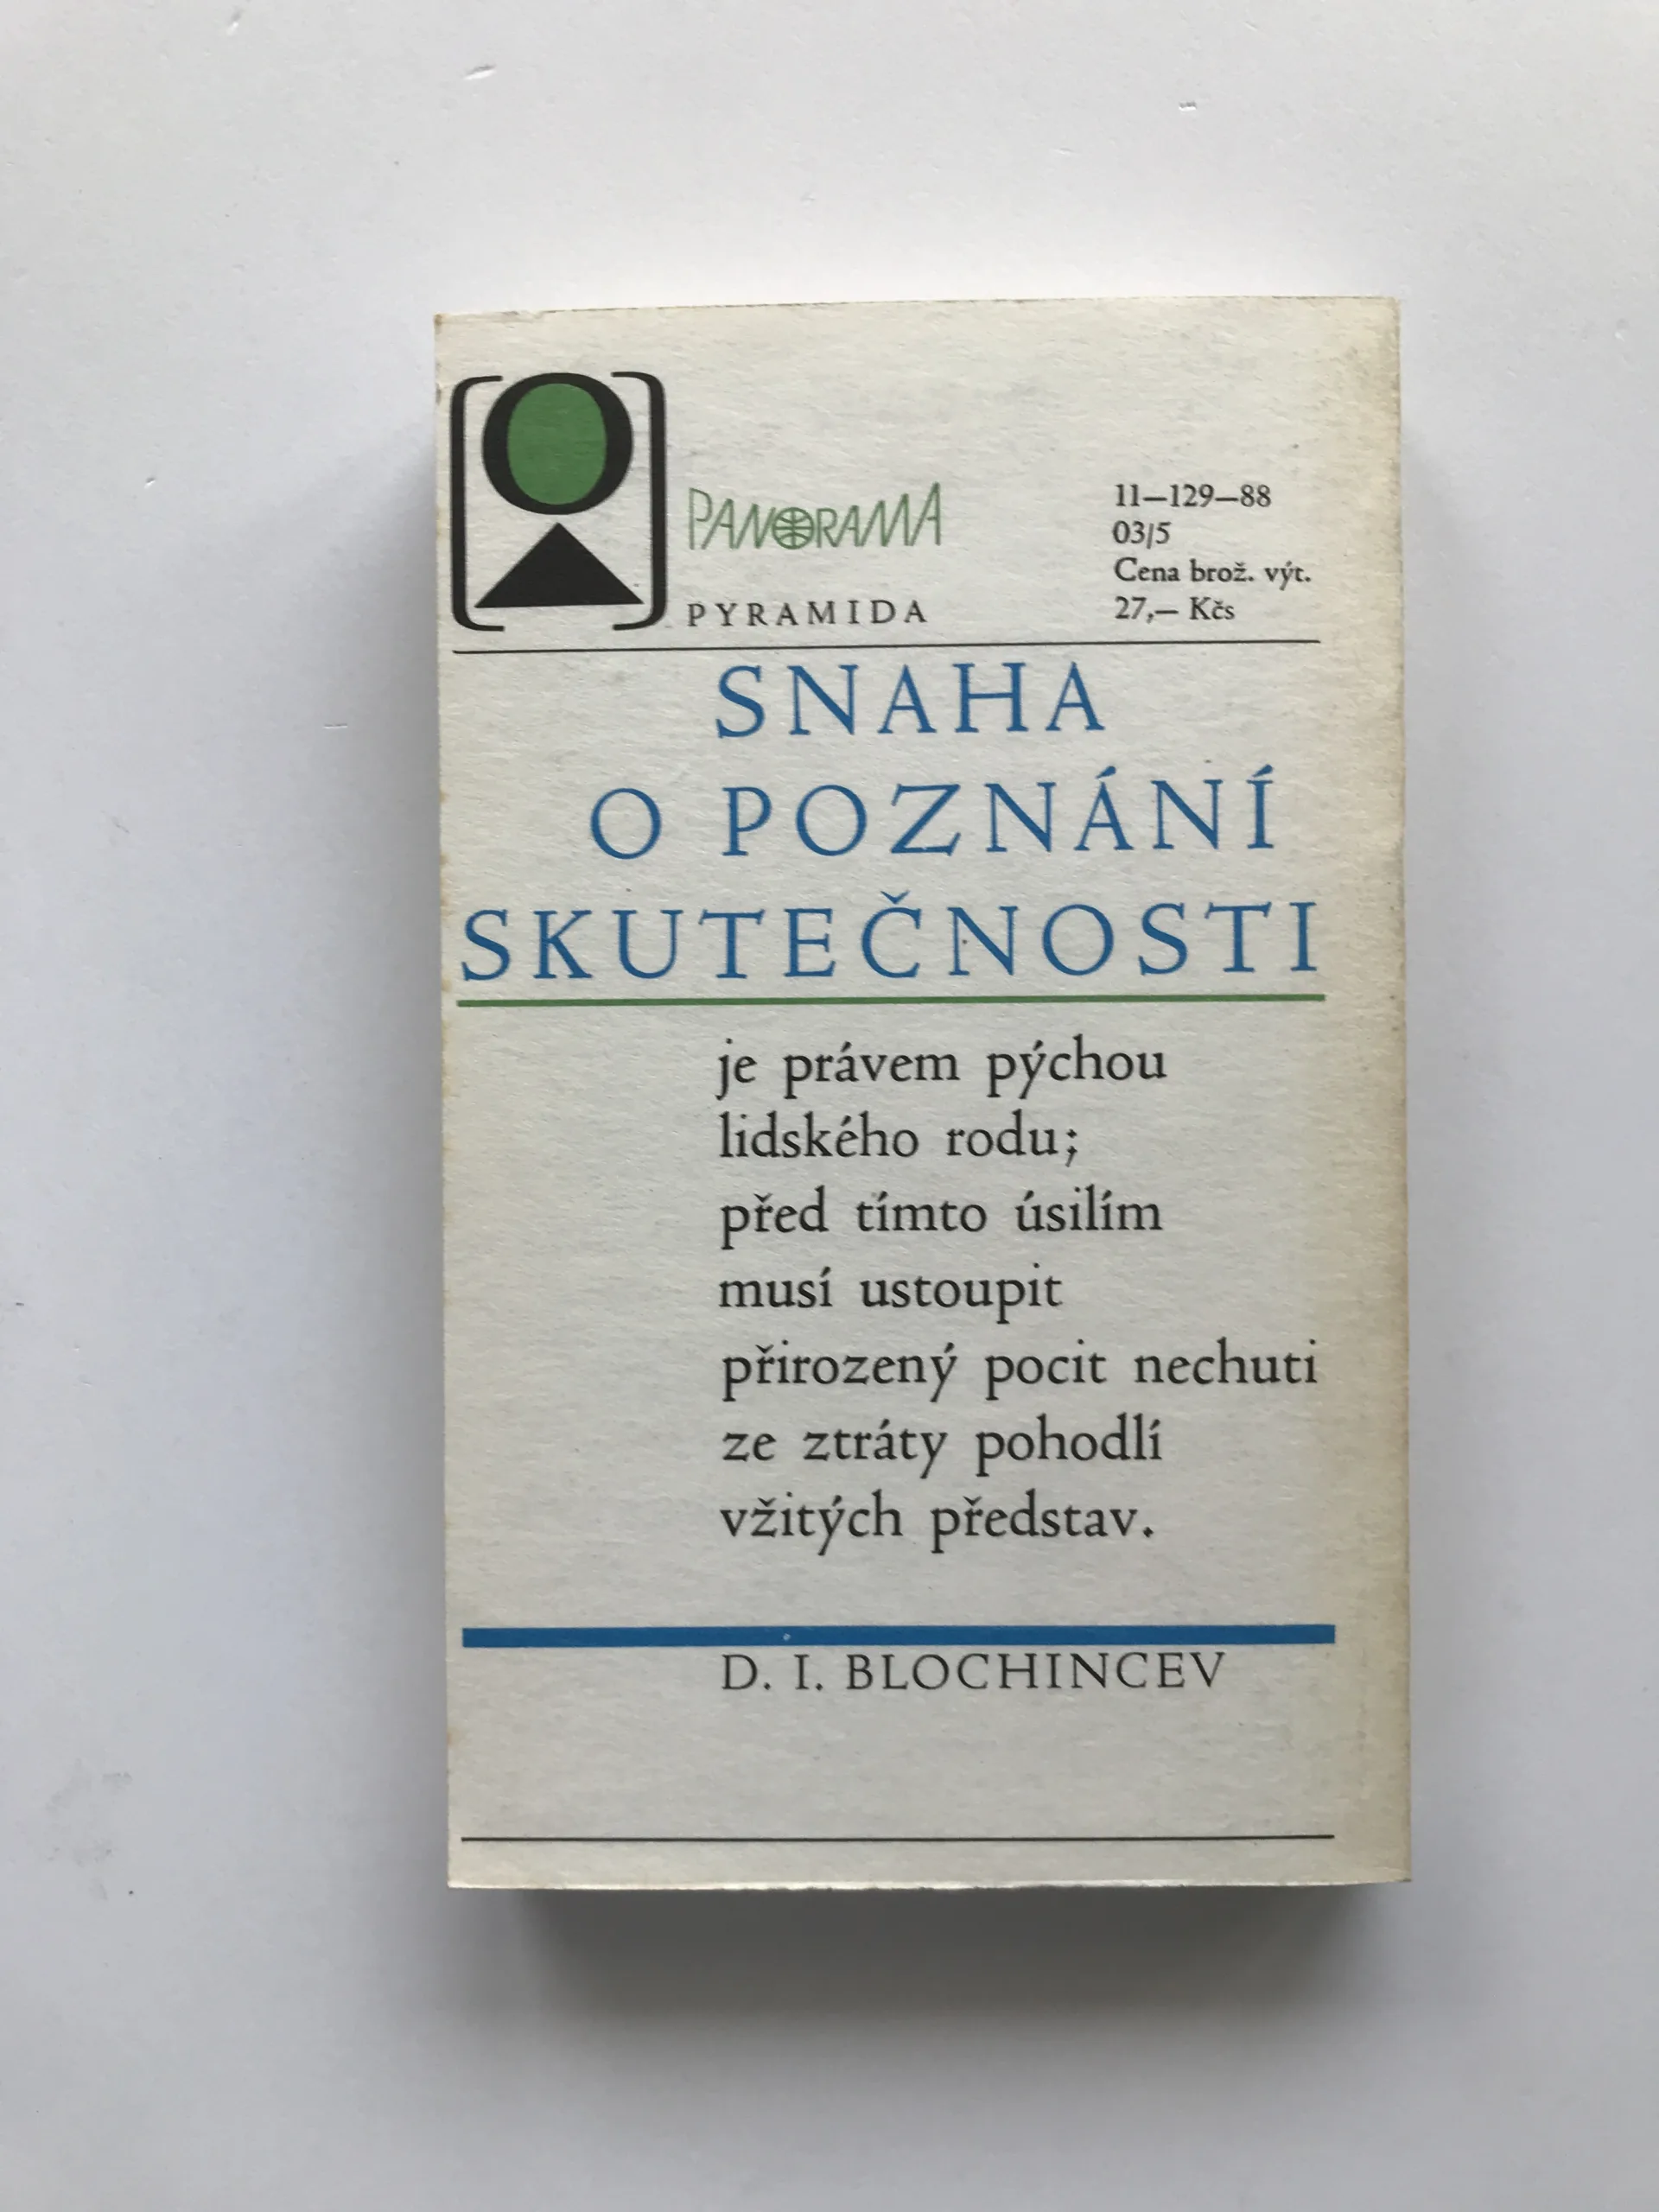 PANORAMA
PYRAMIDA
11—129—88
03/5
Cena brož. výt.
27,— Kčs
SNAHA
O POZNÁNÍ
SKUTEČNOSTI
je právem pýchou
lidského rodu;
před tímto úsilím
musí ustoupit
přirozený pocit nechuti
ze ztráty pohodlí
vžitých představ.
D. I. BLOCHINCEV